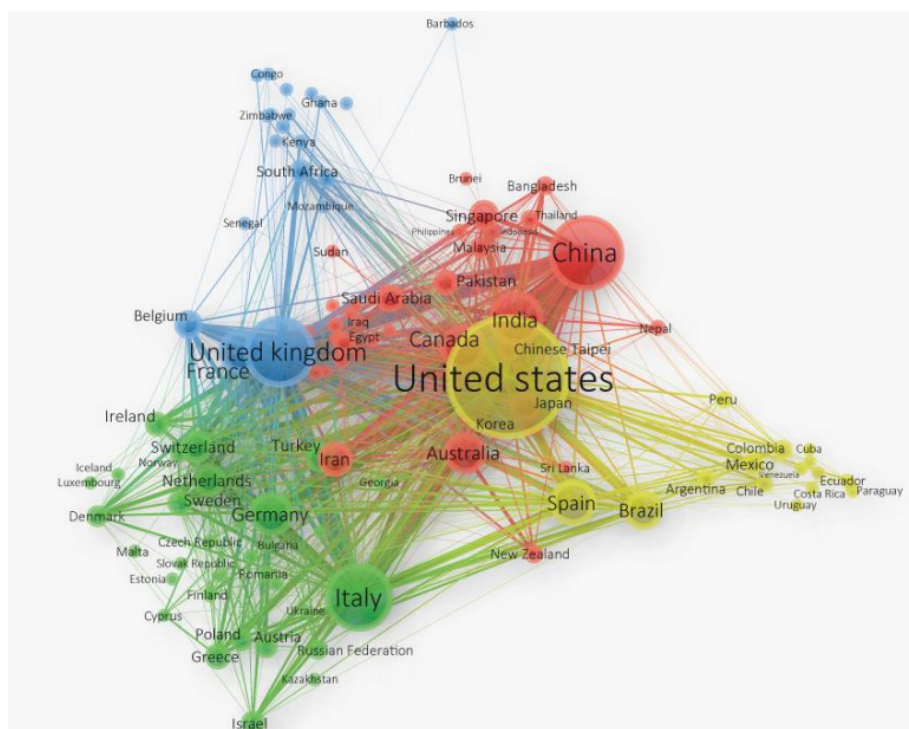 Barbados
Congo
Ghana
Zimbabwe
Kenya
South Africa
Mozambique
Senegal
Brunei
Bangladesh
Singapore
Thailand
Philippines
Indonesia
Malaysia
Sudan
China
Pakistan
Saudi Arabia
Belgium
Iraq
India
Nepal
Egypt
Canada
United kingdom
Chinese Taipei
France
United states
Peru
Japan
Ireland
Korea
Switzerland
Turkey
Australia
Colombia
Cuba
Norway
Iran
Mexico
Iceland
Sri Lanka
Venezuela
Luxembourg
Netherlands
Georgia
Ecuador
Argentina
Chile
Costa Rica
Paraguay
Sweden
Spain
Uruguay
Denmark
Germany
Brazil
Czech Republic
Bulgaria
Malta
New Zealand
Slovak Republic
Estonia
Romania
Finland
Italy
Cyprus
Ukraine
Poland
Austria
Greece
Russian Federation
Kazakhstan
Israel